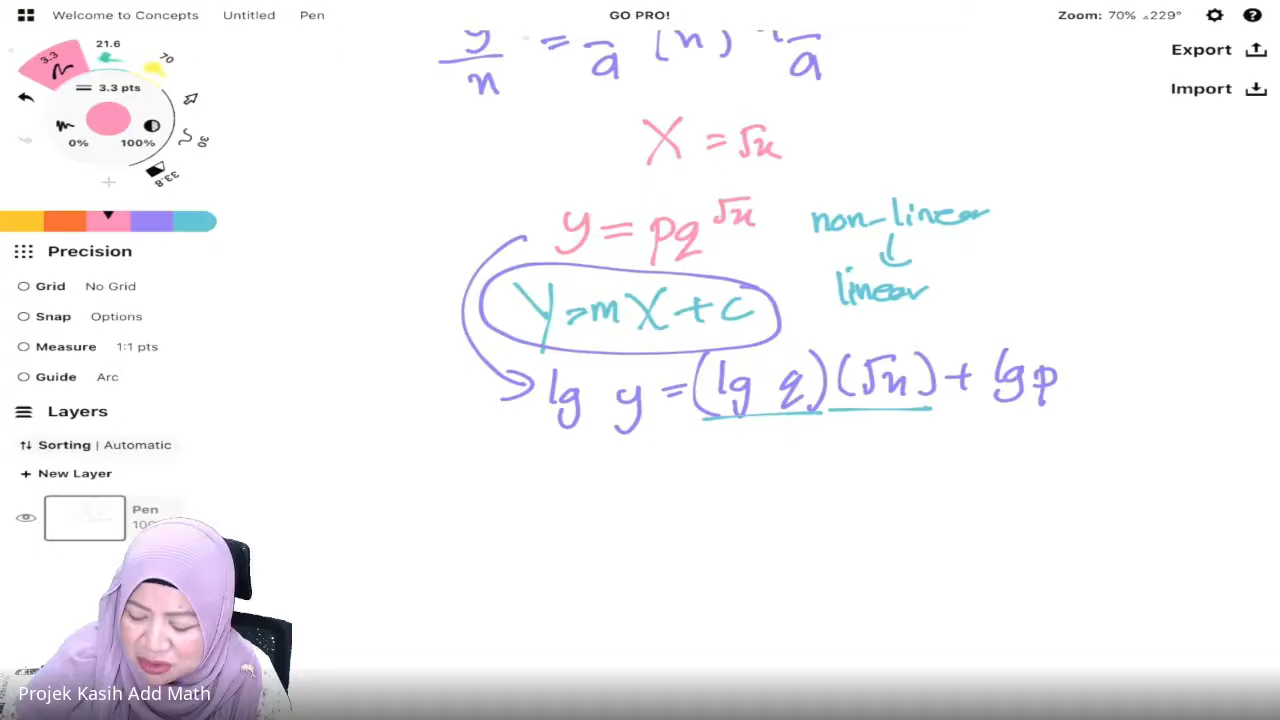 Welcome to Concepts Untitled Pen GO PRO! Zoom: 70% 229°
Export
Import
21.6
70
3.3
3.3 pts
0% 100%
30
33.8
y/x = /a (x) + /a
X = √x
y = pq^√x
non-linear
↓
linear
Y = mX + c
lg y = (lg q)(√x) + lg p
Precision
Grid No Grid
Snap Options
Measure 1:1 pts
Guide Arc
Layers
Sorting | Automatic
+ New Layer
Pen
Projek Kasih Add Math